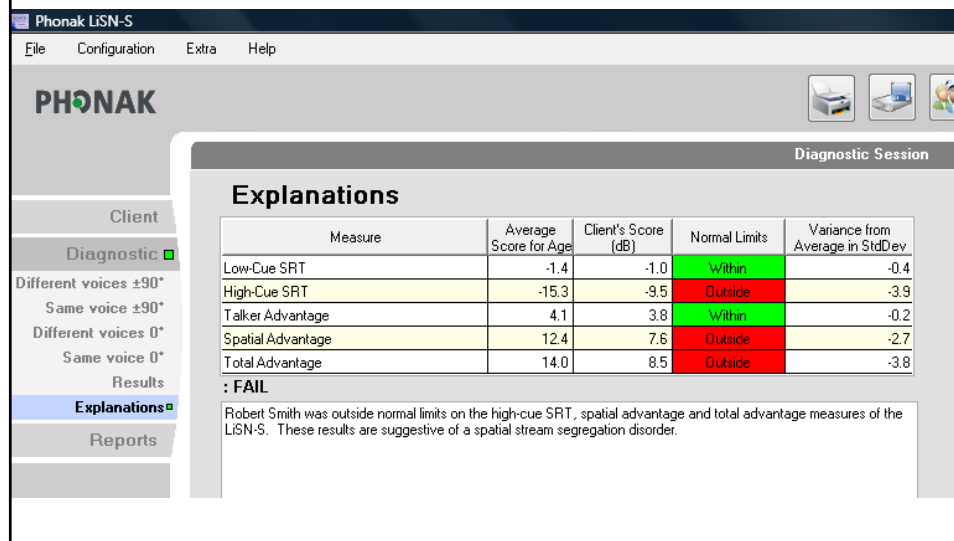 Phonak LiSN-S
File Configuration Extra Help
PHONAK
Diagnostic Session
Explanations
Client
Diagnostic
Different voices ±90°
Same voice ±90°
Different voices 0°
Same voice 0°
Results
Explanations
Reports
Measure Average Score for Age Client's Score (dB) Normal Limits Variance from Average in StdDev
Low-Cue SRT -1.4 -1.0 Within -0.4
High-Cue SRT -15.3 -9.5 Outside -3.9
Talker Advantage 4.1 3.8 Within -0.2
Spatial Advantage 12.4 7.6 Outside -2.7
Total Advantage 14.0 8.5 Outside -3.8
: FAIL
Robert Smith was outside normal limits on the high-cue SRT, spatial advantage and total advantage measures of the
LiSN-S. These results are suggestive of a spatial stream segregation disorder.